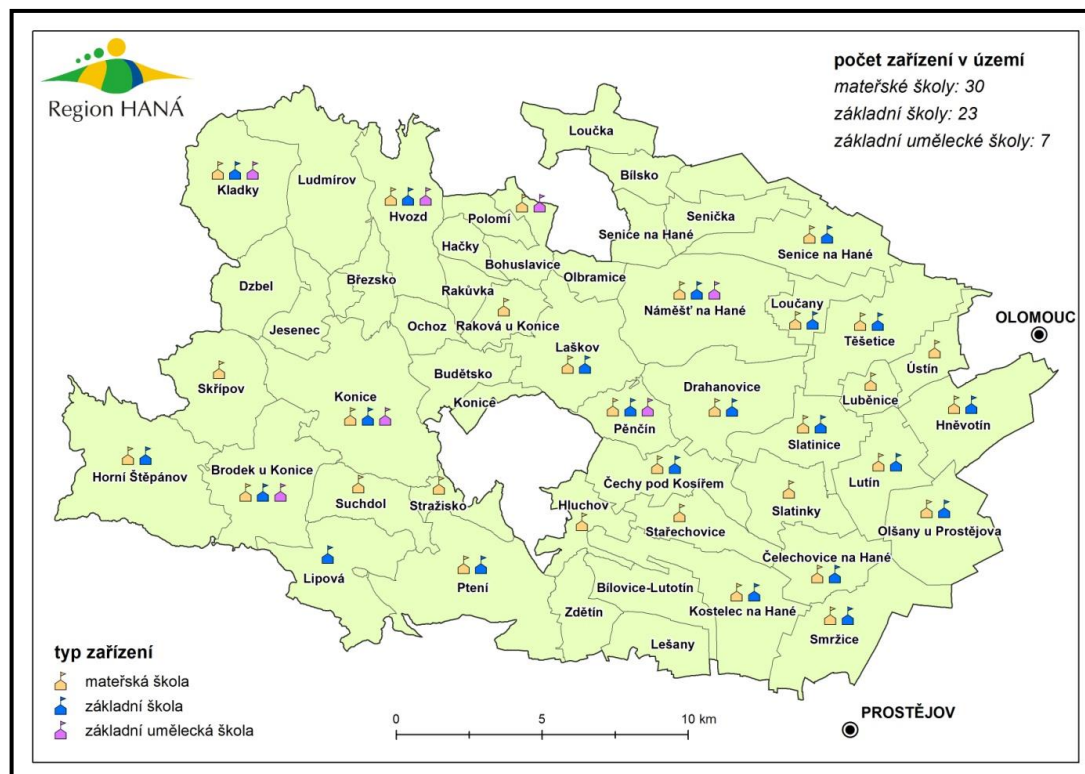 Region HANÁ
počet zařízení v území
mateřské školy: 30
základní školy: 23
základní umělecké školy: 7
Loučka
Bílsko
Kladky
Ludmírov
Hvozd
Polomí
Senička
Senice na Hané
Senice na Hané
Hačky
Bohuslavice
Olbramice
Dzbel
Březsko
Rakůvka
Náměšť na Hané
Loučany
OLOMOUC
Jesenec
Ochoz
Raková u Konice
Těšetice
Laškov
Ústín
Skřípov
Budětsko
Drahanovice
Luběnice
Konice
Konicê
Hněvotín
Pěnčín
Slatinice
Horní Štěpánov
Brodek u Konice
Čechy pod Kosířem
Lutín
Suchdol
Stražisko
Hluchov
Slatinky
Stařechovice
Olšany u Prostějova
Čelechovice na Hané
Lipová
Ptení
Bílovice-Lutotín
Kostelec na Hané
Zdětín
Smržice
Lešany
typ zařízení
mateřská škola
základní škola
základní umělecká škola
0 5 10 km
PROSTĚJOV